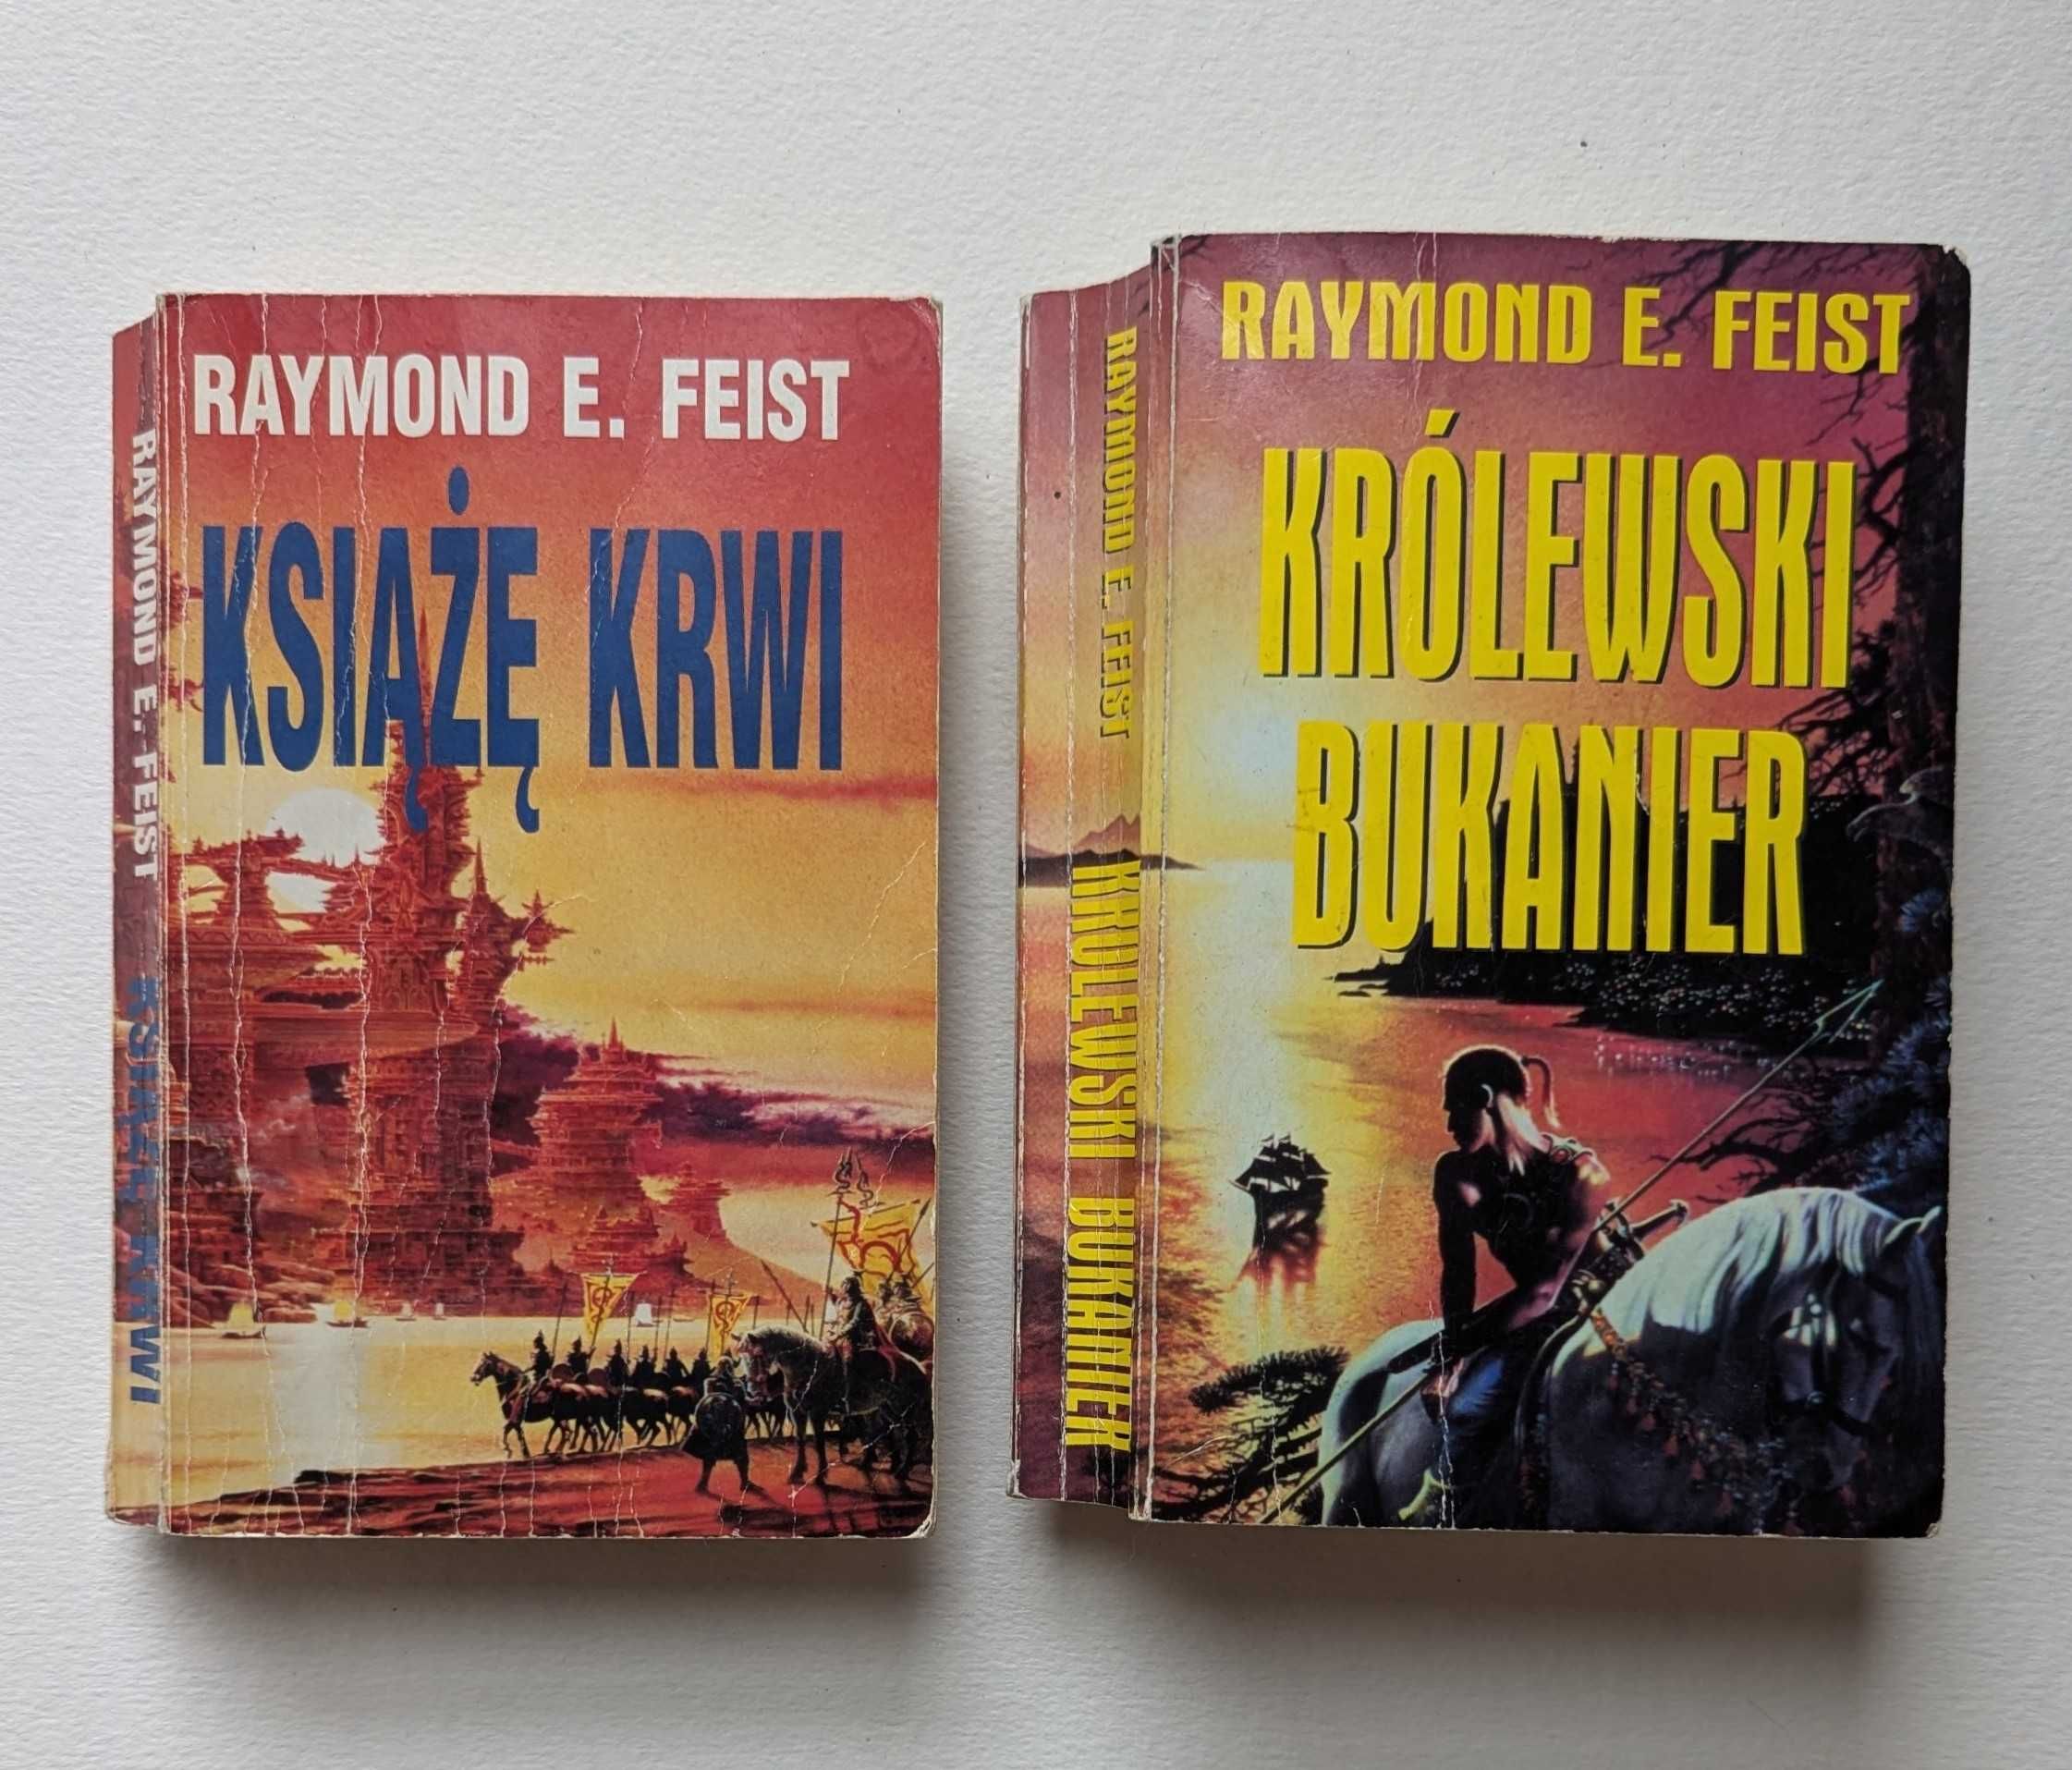 RAYMOND E. FEIST
KSIĄŻĘ KRWI
RAYMOND E. FEIST KSIĄŻĘ KRWI
RAYMOND E. FEIST
KRÓLEWSKI
BUKANIER
RAYMOND E. FEIST KRÓLEWSKI BUKANIER